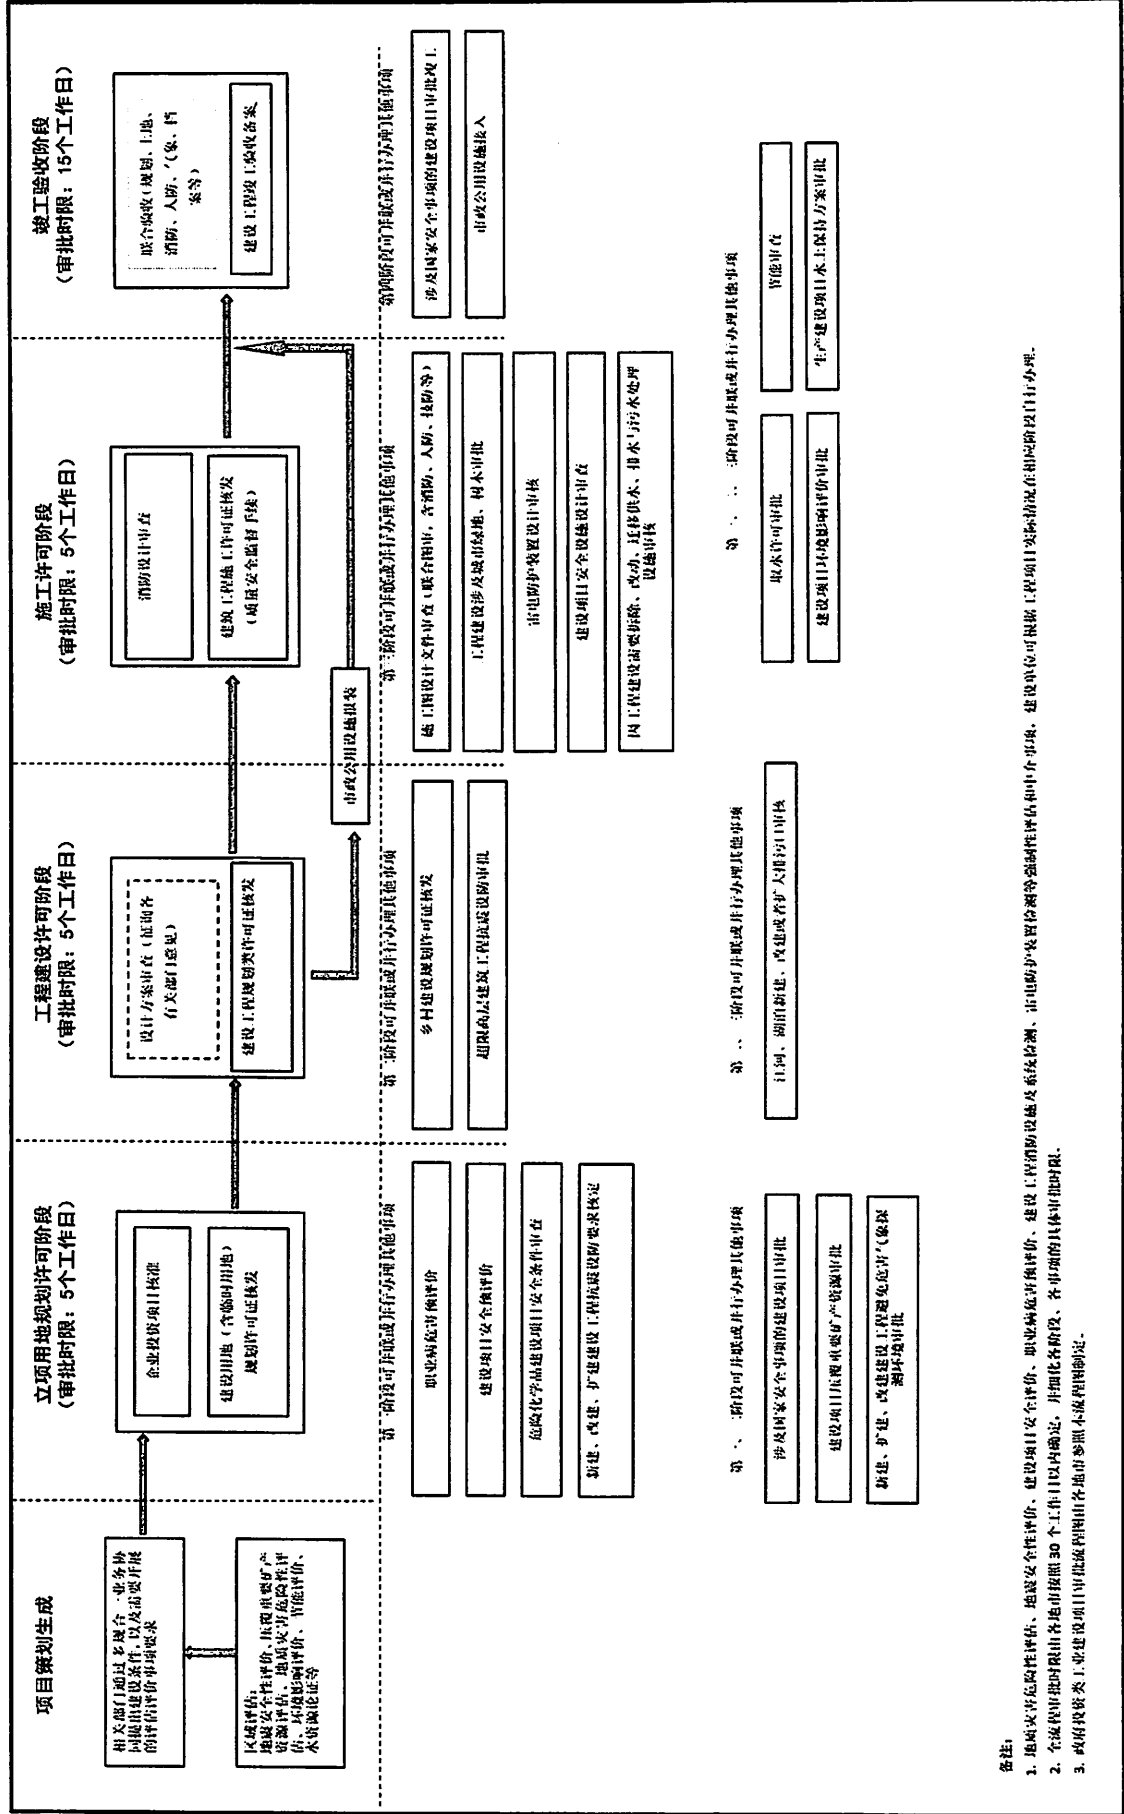 项目策划生成
相关部门通过多规合一业务协
同提出建设条件,以及需要开展
的评估评价事项要求
区域评估:
地震安全性评价、压覆重要矿产
资源评估、地质灾害危险性评
估、环境影响评价、节能评价、
水资源论证等
立项用地规划许可阶段
(审批时限:5个工作日)
企业投资项目核准
建设用地(含临时用地)
规划许可证核发
工程建设许可阶段
(审批时限:5个工作日)
设计方案审查(征询各
有关部门意见)
建设工程规划类许可证核发
市政公用设施报装
施工许可阶段
(审批时限:5个工作日)
消防设计审查
建筑工程施工许可证核发
(质量安全监督手续)
竣工验收阶段
(审批时限:15个工作日)
联合验收(规划、土地、
消防、人防、气象、档
案等)
建设工程竣工验收备案
第一阶段可并联或并行办理其他事项
职业病危害预评价
建设项目安全预评价
危险化学品建设项目安全条件审查
新建、改建、扩建建设工程抗震设防要求核定
第二阶段可并联或并行办理其他事项
乡村建设规划许可证核发
超限高层建筑工程抗震设防审批
第三阶段可并联或并行办理其他事项
施工图设计文件审查(联合图审,含消防、人防、技防等)
工程建设涉及城市绿地、树木审批
雷电防护装置设计审核
建设项目安全设施设计审查
因工程建设需要拆除、改动、迁移供水、排水与污水处理
设施审核
第四阶段可并联或并行办理其他事项
涉及国家安全事项的建设项目审批竣工
市政公用设施接入
第一、二阶段可并联或并行办理其他事项
涉及国家安全事项的建设项目审批
建设项目压覆重要矿产资源审批
新建、扩建、改建建设工程避免危害气象探
测环境审批
第二、三阶段可并联或并行办理其他事项
江河、湖泊新建、改建或者扩大排污口审核
第一、二、三阶段可并联或并行办理其他事项
取水许可审批
节能审查
建设项目环境影响评价审批
生产建设项目水土保持方案审批
备注:
1. 地质灾害危险性评估、地震安全性评价、建设项目安全评价、职业病危害预评价、建设工程消防设施及系统检测、雷电防护装置检测等强制性评估和中介事项,建设单位可根据工程项目实际情况在相应阶段自行办理。
2. 全流程审批时限由各地市按照 30 个工作日以内确定,并细化各阶段、各事项的具体审批时限。
3. 政府投资类工业建设项目审批流程图由各地市参照本流程图制定。